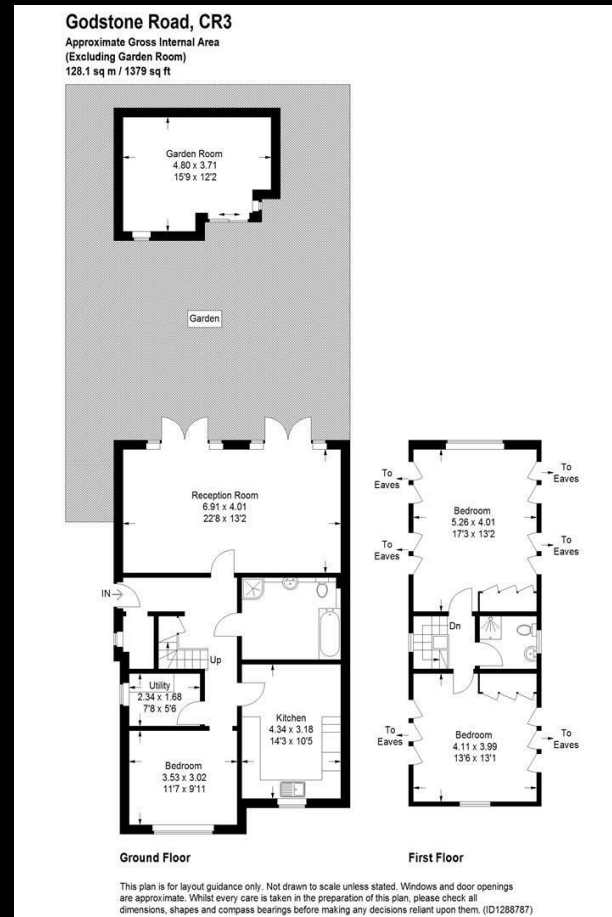 Godstone Road, CR3
Approximate Gross Internal Area
(Excluding Garden Room)
128.1 sq m / 1379 sq ft
Garden Room
4.80 x 3.71
15'9 x 12'2
Garden
Reception Room
6.91 x 4.01
22'8 x 13'2
IN
Up
Utility
2.34 x 1.68
7'8 x 5'6
Kitchen
4.34 x 3.18
14'3 x 10'5
Bedroom
3.53 x 3.02
11'7 x 9'11
Ground Floor
To
Eaves
To
Eaves
Bedroom
5.26 x 4.01
17'3 x 13'2
To
Eaves
To
Eaves
Dn
To
Eaves
To
Eaves
Bedroom
4.11 x 3.99
13'6 x 13'1
First Floor
This plan is for layout guidance only. Not drawn to scale unless stated. Windows and door openings
are approximate. Whilst every care is taken in the preparation of this plan, please check all
dimensions, shapes and compass bearings before making any decisions reliant upon them. (ID1288787)